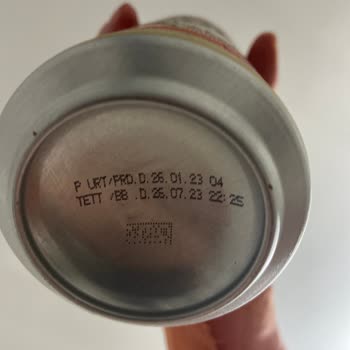 P URT/PRD.D.26.01.23 04
TETT /BB .D.26.07.23 22:25